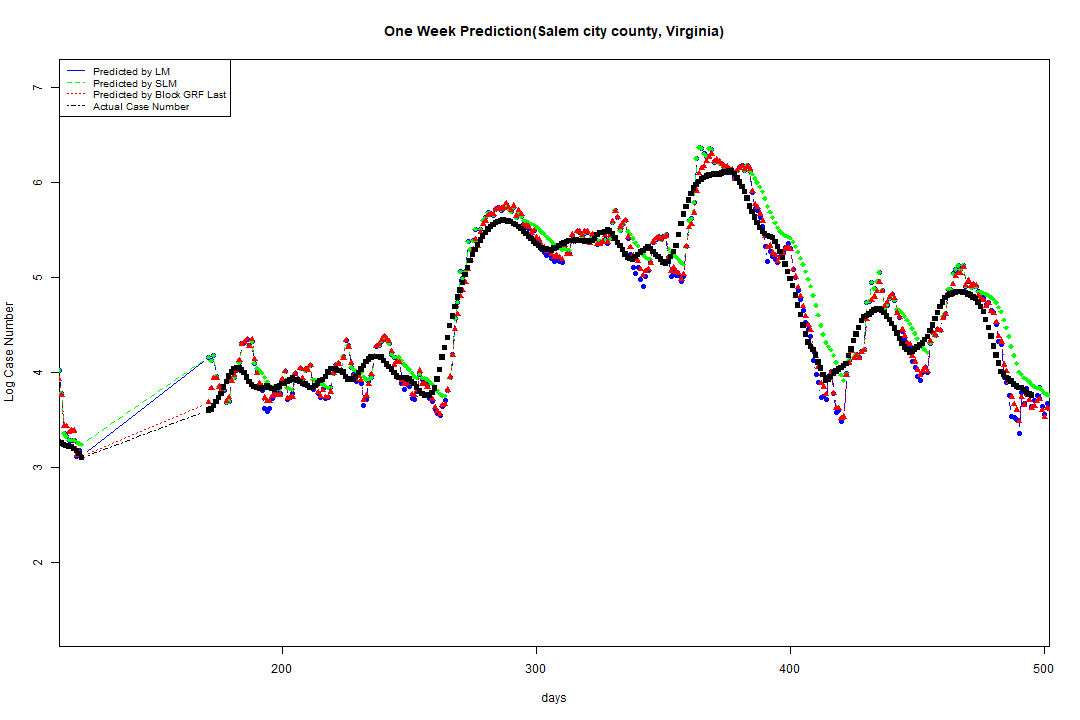 One Week Prediction(Salem city county, Virginia)
Predicted by LM
Predicted by SLM
Predicted by Block GRF Last
Actual Case Number
7
6
5
4
3
2
Log Case Number
200
300
400
500
days